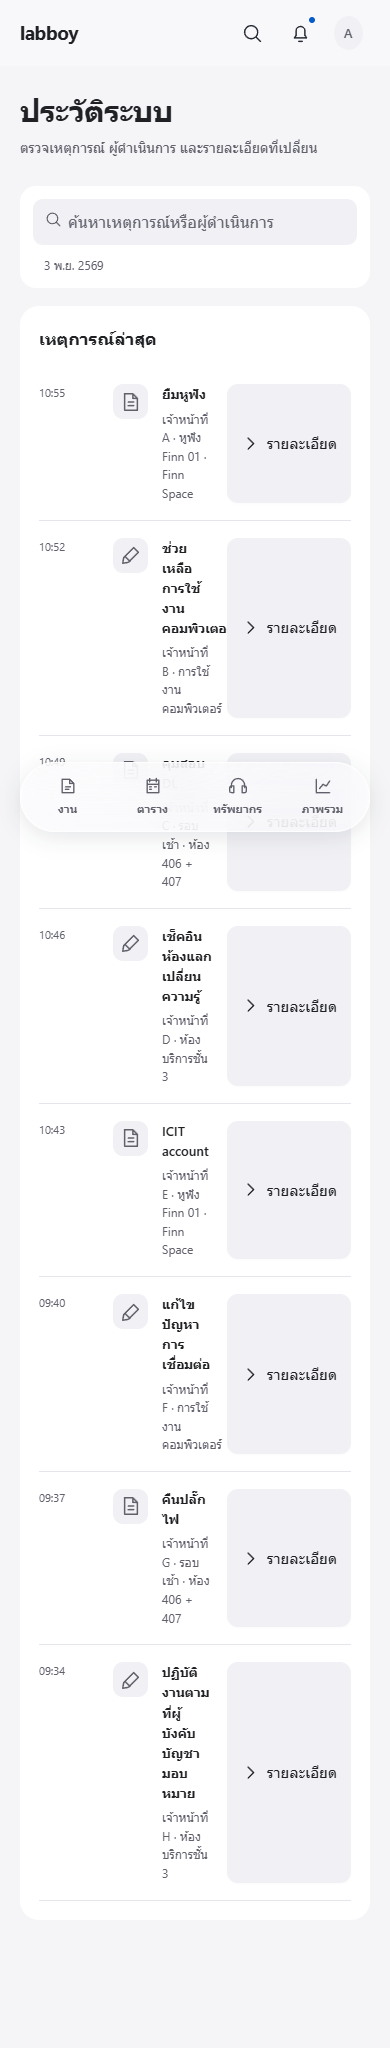 labboy
A
ประวัติระบบ
ตรวจเหตุการณ์ ผู้ดำเนินการ และรายละเอียดที่เปลี่ยน
ค้นหาเหตุการณ์หรือผู้ดำเนินการ
3 พ.ย. 2569
เหตุการณ์ล่าสุด
10:55
ยืมหูฟัง
เจ้าหน้าที่
A · หูฟัง
Finn 01 ·
Finn
Space
รายละเอียด
10:52
ช่วย
เหลือ
การใช้
งาน
คอมพิวเตอ
เจ้าหน้าที่
B · การใช้
งาน
คอมพิวเตอร์
รายละเอียด
10:49
C · รอบ
เช้า · ห้อง
406 +
407
รายละเอียด
งาน
ตาราง
ทรัพยากร
ภาพรวม
10:46
เช็คอิน
ห้องแลก
เปลี่ยน
ความรู้
เจ้าหน้าที่
D · ห้อง
บริการชั้น
3
รายละเอียด
10:43
ICIT
account
เจ้าหน้าที่
E · หูฟัง
Finn 01 ·
Finn
Space
รายละเอียด
09:40
แก้ไข
ปัญหา
การ
เชื่อมต่อ
เจ้าหน้าที่
F · การใช้
งาน
คอมพิวเตอร์
รายละเอียด
09:37
คืนปลั๊ก
ไฟ
เจ้าหน้าที่
G · รอบ
เช้า · ห้อง
406 +
407
รายละเอียด
09:34
ปฏิบัติ
งานตาม
ที่ผู้
บังคับ
บัญชา
มอบ
หมาย
เจ้าหน้าที่
H · ห้อง
บริการชั้น
3
รายละเอียด